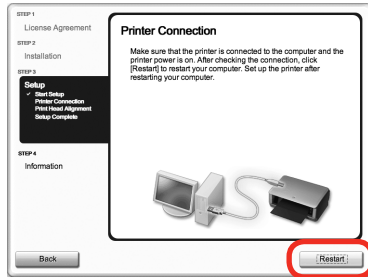 STEP 1
License Agreement
STEP 2
Installation
STEP 3
Setup
Start Setup
Printer Connection
Print Head Alignment
Setup Complete
STEP 4
Information
Printer Connection
Make sure that the printer is connected to the computer and the
printer power is on. After checking the connection, click
[Restart] to restart your computer. Set up the printer after
restarting your computer.
Back
Restart